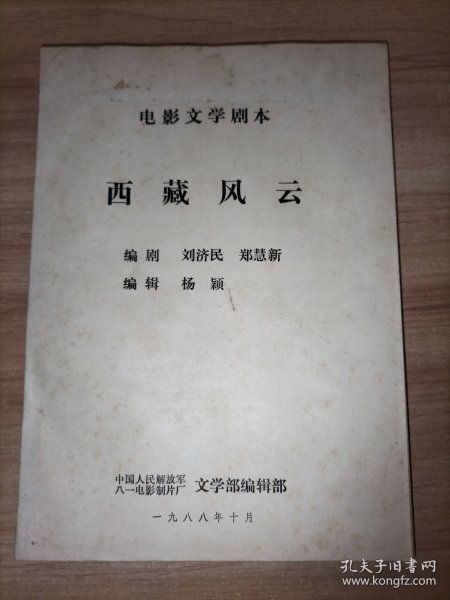 电影文学剧本
西藏风云
编剧 刘济民 郑慧新
编辑 杨颖
中国人民解放军
八一电影制片厂 文学部编辑部
一九八八年十月
孔夫子旧书网
www.kongfz.com